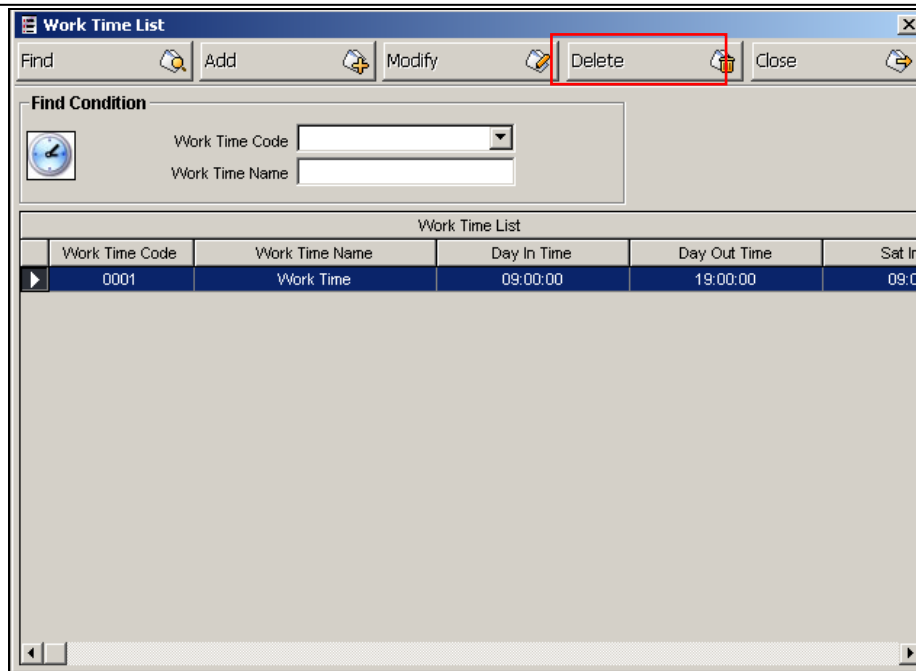 Work Time List
Find Add Modify Delete Close
Find Condition
Work Time Code
Work Time Name
Work Time List
Work Time Code Work Time Name Day In Time Day Out Time Sat
0001 Work Time 09:00:00 19:00:00